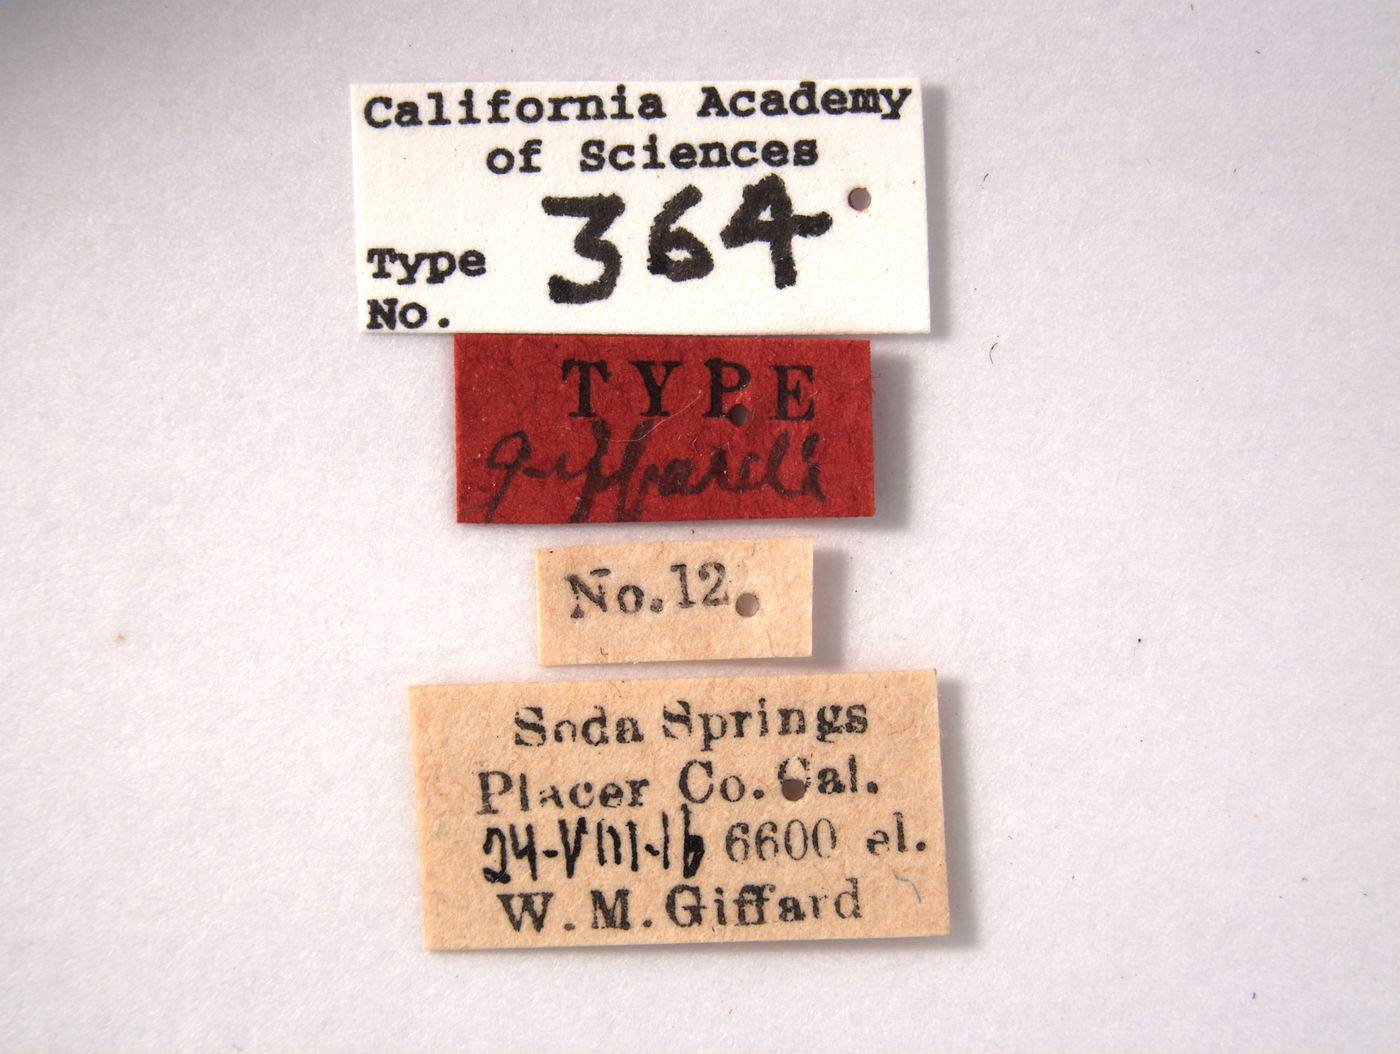 California Academy
of Sciences
364
Type
No.
TYPE
giffardi
No. 12.
Soda Springs
Placer Co. Cal.
24-VIII-16 6600 el.
W. M. Giffard